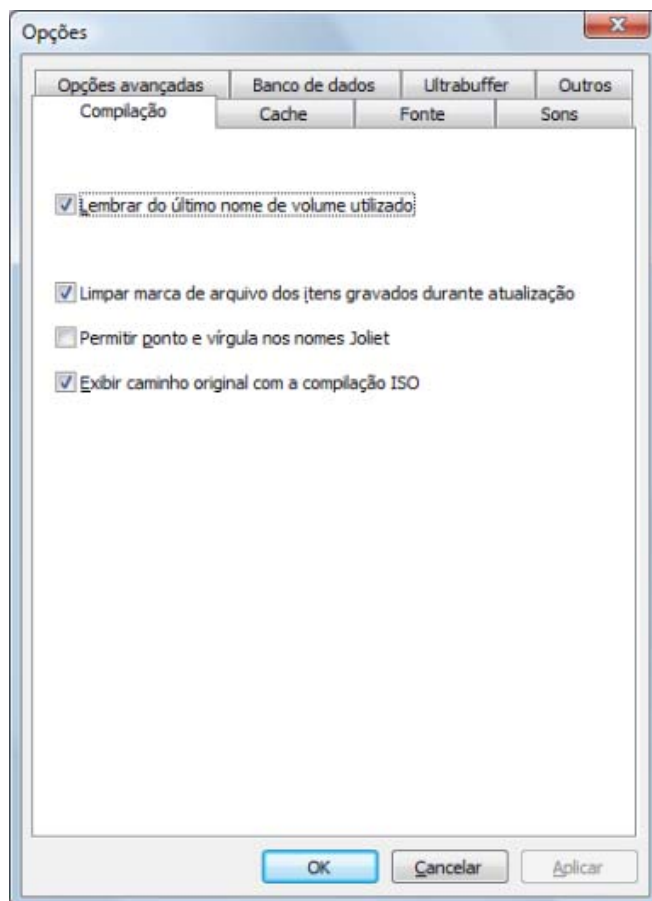 Opções
Opções avançadas Banco de dados Ultrabuffer Outros
Compilação Cache Fonte Sons
Lembrar do último nome de volume utilizado
Limpar marca de arquivo dos itens gravados durante atualização
Permitir ponto e vírgula nos nomes Joliet
Exibir caminho original com a compilação ISO
OK Cancelar Aplicar